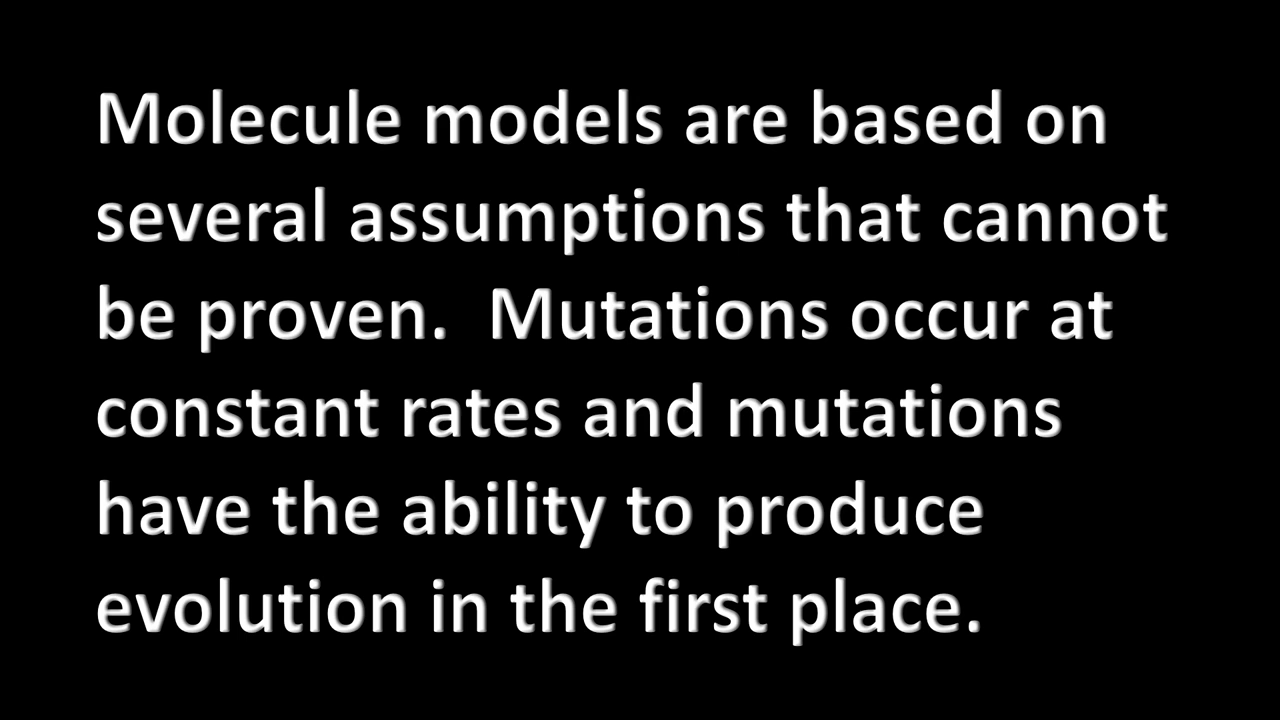 Molecule models are based on
several assumptions that cannot
be proven.  Mutations occur at
constant rates and mutations
have the ability to produce
evolution in the first place.